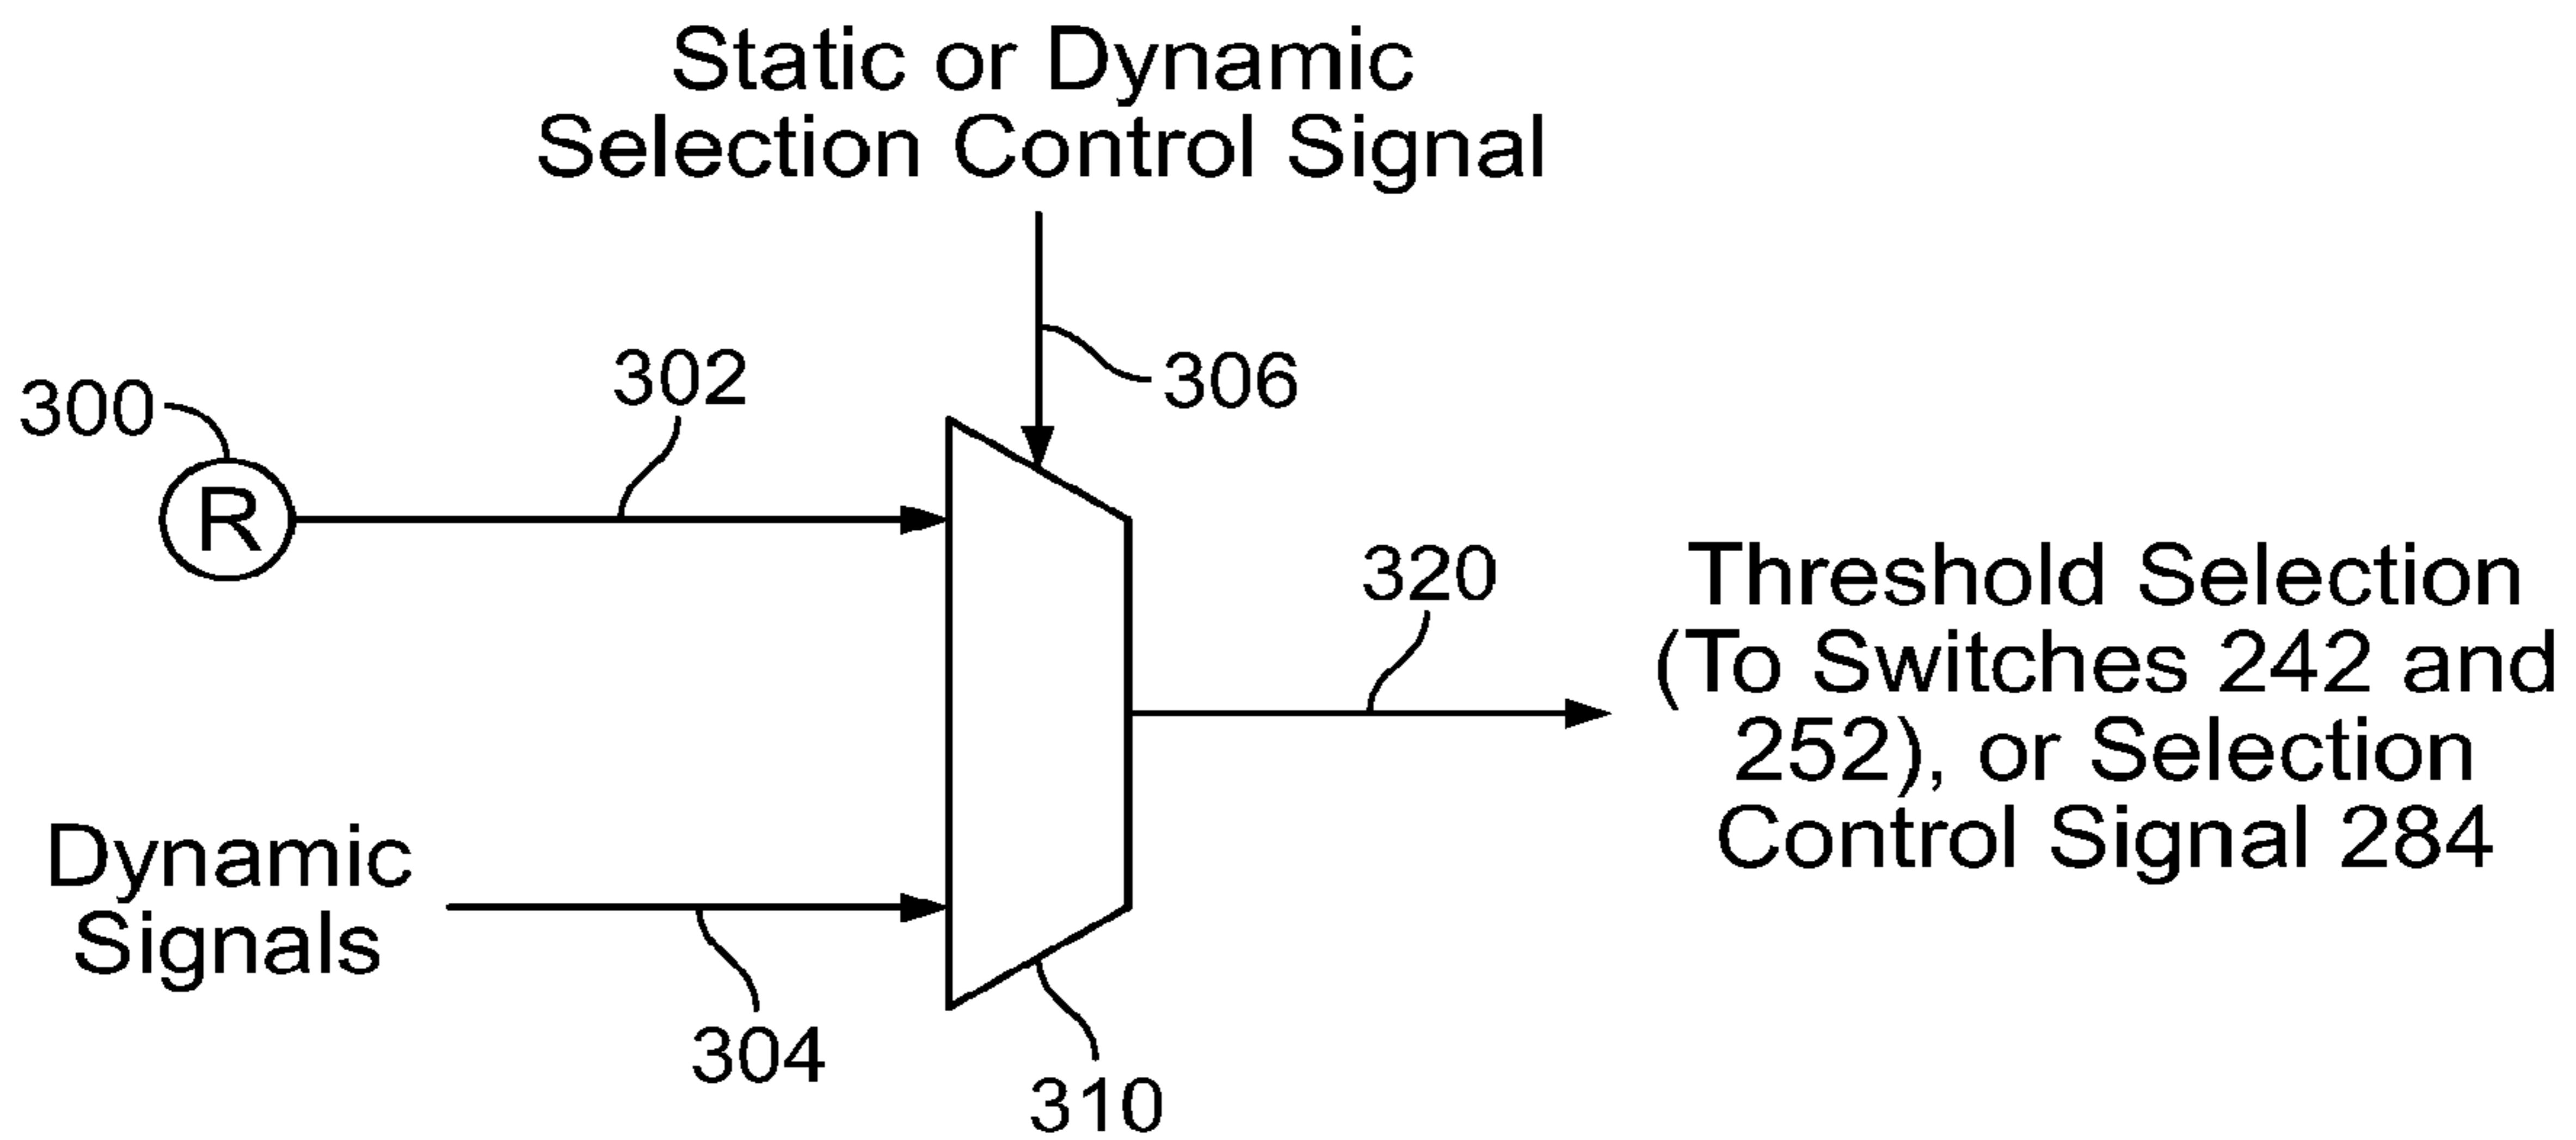 Static or Dynamic
Selection Control Signal
302
306
300
R
320
Threshold Selection
(To Switches 242 and
252), or Selection
Control Signal 284
Dynamic
Signals
304
310